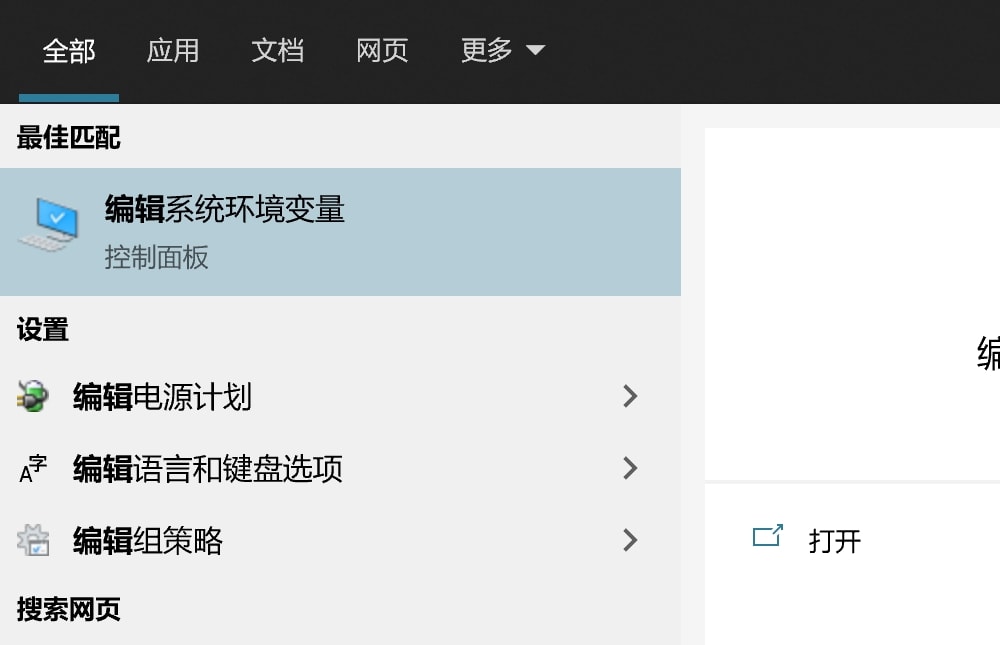 全部 应用 文档 网页 更多
最佳匹配
编辑系统环境变量
控制面板
设置
编辑电源计划
编辑语言和键盘选项
编辑组策略
搜索网页
编
打开